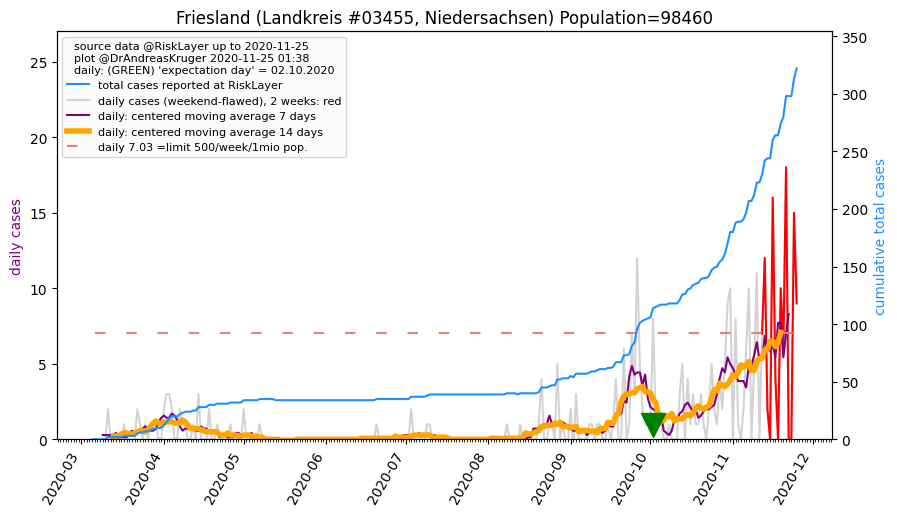 Friesland (Landkreis #03455, Niedersachsen) Population=98460
source data @RiskLayer up to 2020-11-25
plot @DrAndreasKruger 2020-11-25 01:38
daily: (GREEN) 'expectation day' = 02.10.2020
total cases reported at RiskLayer
daily cases (weekend-flawed), 2 weeks: red
daily: centered moving average 7 days
daily: centered moving average 14 days
daily 7.03 =limit 500/week/1mio pop.
daily cases
25
20
15
10
5
0
350
300
250
200
150
100
50
0
cumulative total cases
2020-03
2020-04
2020-05
2020-06
2020-07
2020-08
2020-09
2020-10
2020-11
2020-12